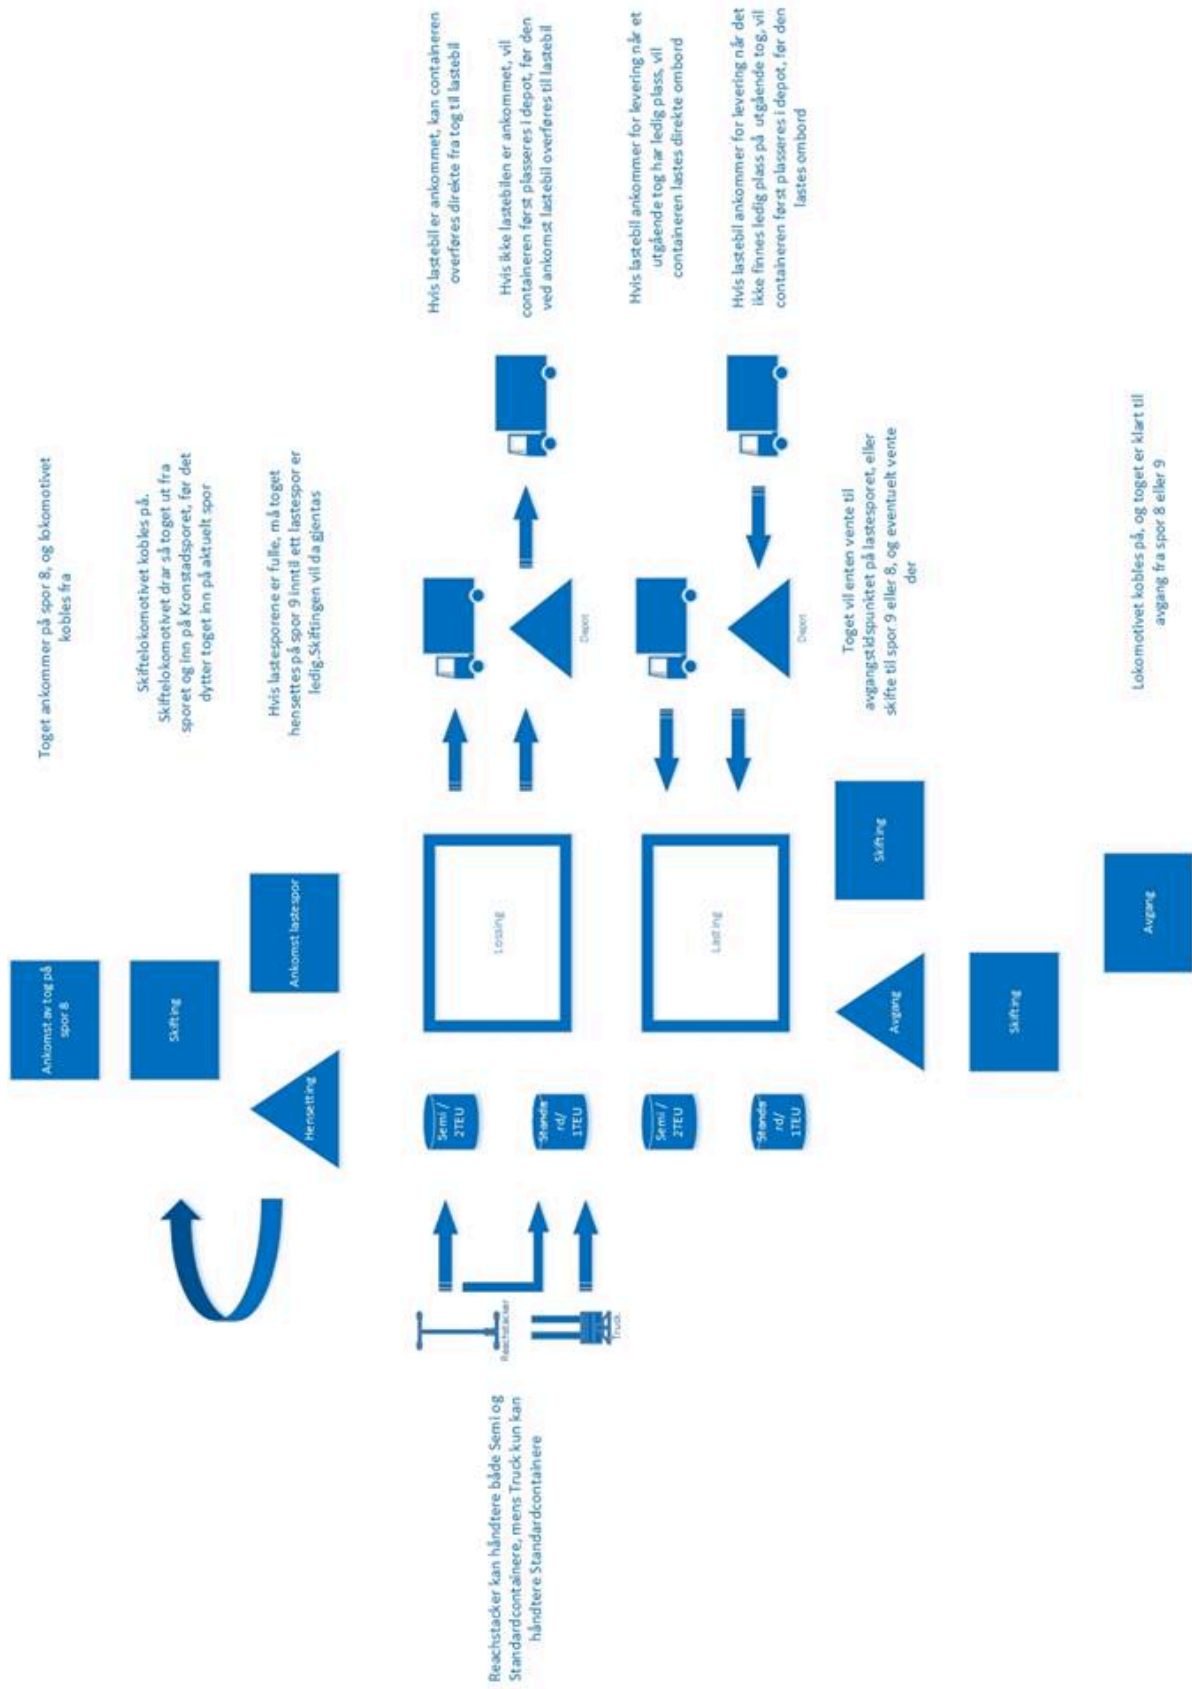 Ankomst av tog på
spor 8
Toget ankommer på spor 8, og lokomotivet
kobles fra
Skifting
Skiftelokomotivet kobles på.
Skiftelokomotivet drar så toget ut fra
sporet og inn på Kronstadsporet, før det
dytter toget inn på aktuelt spor
Hensetting
Ankomst lastespor
Hvis lastesporene er fulle, må toget
hensettes på spor 9 inntil ett lastespor er
ledig.Skiftingen vil da gjentas
Reachstacker kan håndtere både Semi og
Standardcontainere, mens Truck kun kan
håndtere Standardcontainere
Reachstacker
Truck
Semi /
2TEU
Standa
rd/
1TEU
Lossing
Depot
Hvis lastebil er ankommet, kan containeren
overføres direkte fra tog til lastebil
Hvis ikke lastebilen er ankommet, vil
containeren først plasseres i depot, før den
ved ankomst lastebil overføres til lastebil
Semi /
2TEU
Standa
rd/
1TEU
Lasting
Depot
Hvis lastebil ankommer for levering når et
utgående tog har ledig plass, vil
containeren lastes direkte ombord
Hvis lastebil ankommer for levering når det
ikke finnes ledig plass på utgående tog, vil
containeren først plasseres i depot, før den
lastes ombord
Avgang
Skifting
Toget vil enten vente til
avgangstidspunktet på lastesporet, eller
skifte til spor 9 eller 8, og eventuelt vente
der
Skifting
Avgang
Lokomotivet kobles på, og toget er klart til
avgang fra spor 8 eller 9